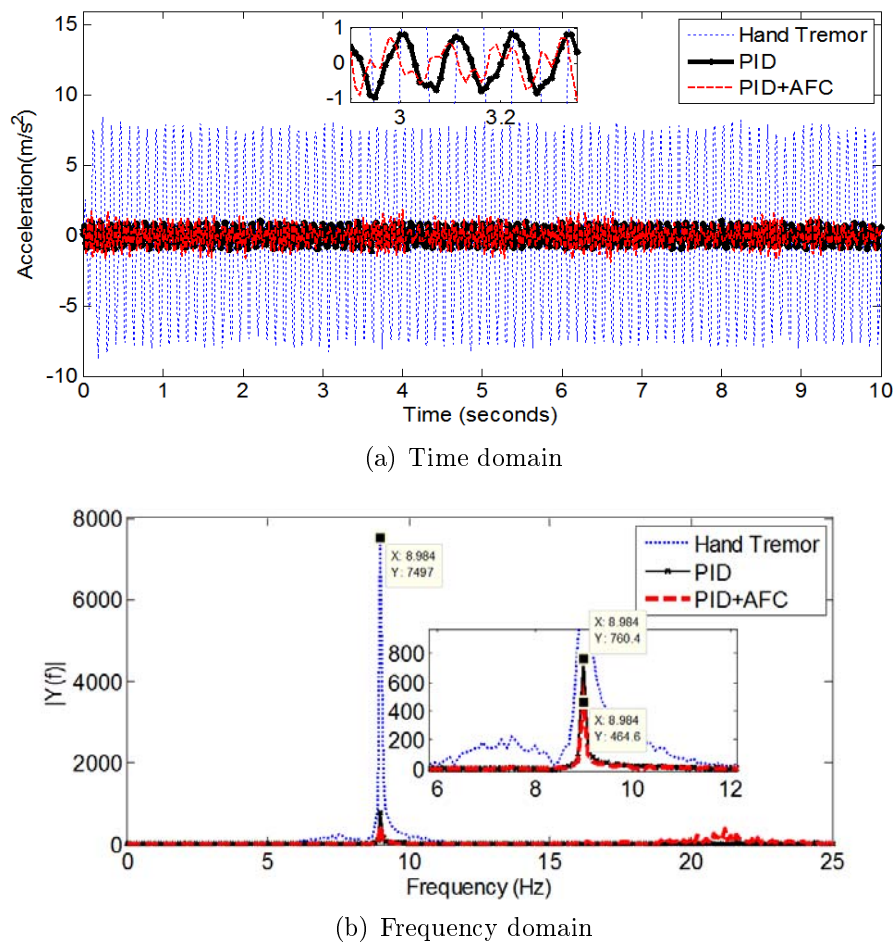 15
10
5
0
-5
-10
Acceleration(m/s²)
0 1 2 3 4 5 6 7 8 9 10
Time (seconds)
1
0
-1
3 3.2
Hand Tremor
PID
PID+AFC
(a) Time domain
8000
6000
4000
2000
0
|Y(f)|
0 5 10 15 20 25
Frequency (Hz)
X: 8.984
Y: 7497
Hand Tremor
PID
PID+AFC
800
600
400
200
0
6 8 10 12
X: 8.984
Y: 760.4
X: 8.984
Y: 464.6
(b) Frequency domain